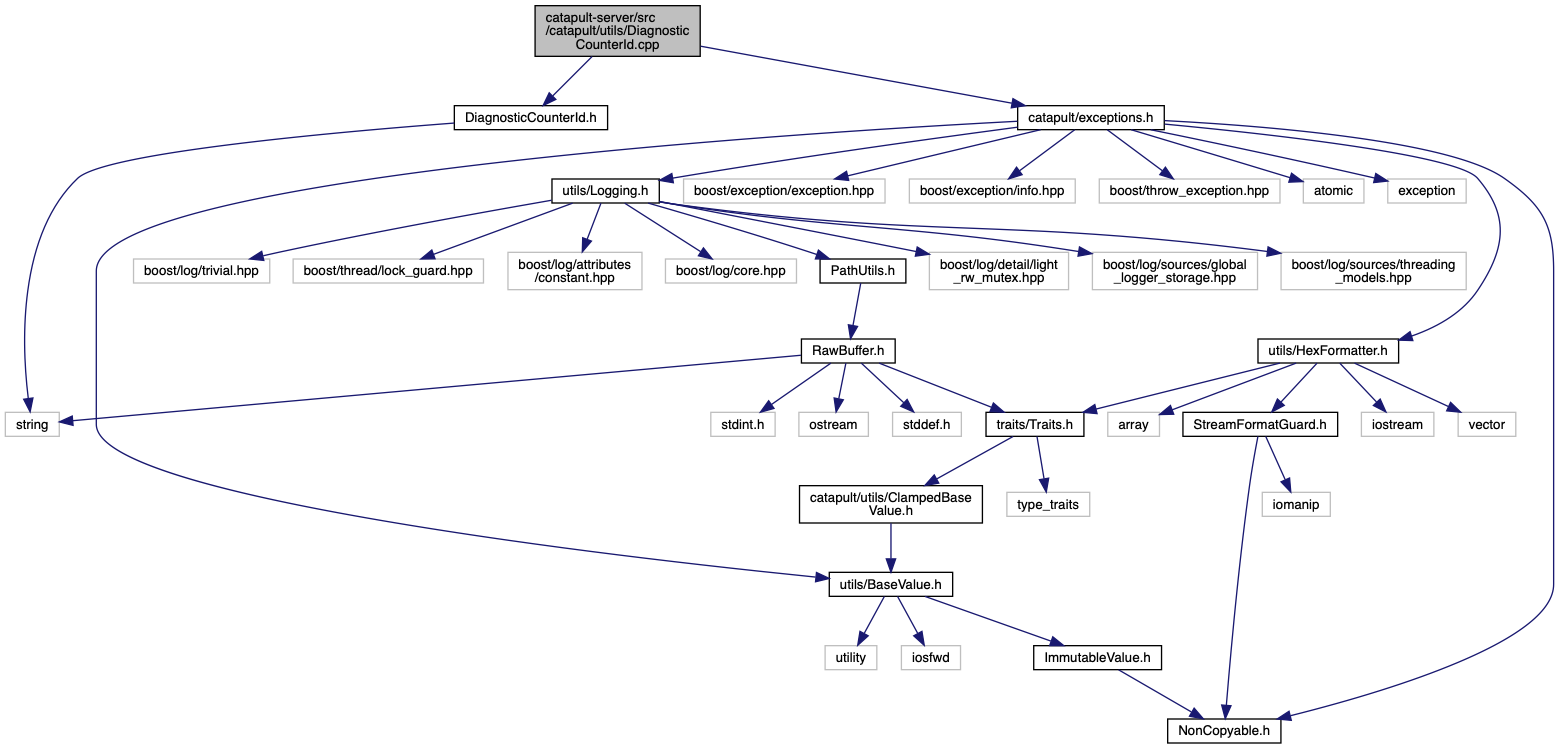 catapult-server/src
/catapult/utils/Diagnostic
CounterId.cpp
DiagnosticCounterId.h
catapult/exceptions.h
utils/Logging.h
boost/exception/exception.hpp
boost/exception/info.hpp
boost/throw_exception.hpp
atomic
exception
boost/log/trivial.hpp
boost/thread/lock_guard.hpp
boost/log/attributes
/constant.hpp
boost/log/core.hpp
PathUtils.h
boost/log/detail/light
_rw_mutex.hpp
boost/log/sources/global
_logger_storage.hpp
boost/log/sources/threading
_models.hpp
RawBuffer.h
utils/HexFormatter.h
string
stdint.h
ostream
stddef.h
traits/Traits.h
array
StreamFormatGuard.h
iostream
vector
catapult/utils/ClampedBase
Value.h
type_traits
iomanip
utils/BaseValue.h
utility
iosfwd
ImmutableValue.h
NonCopyable.h